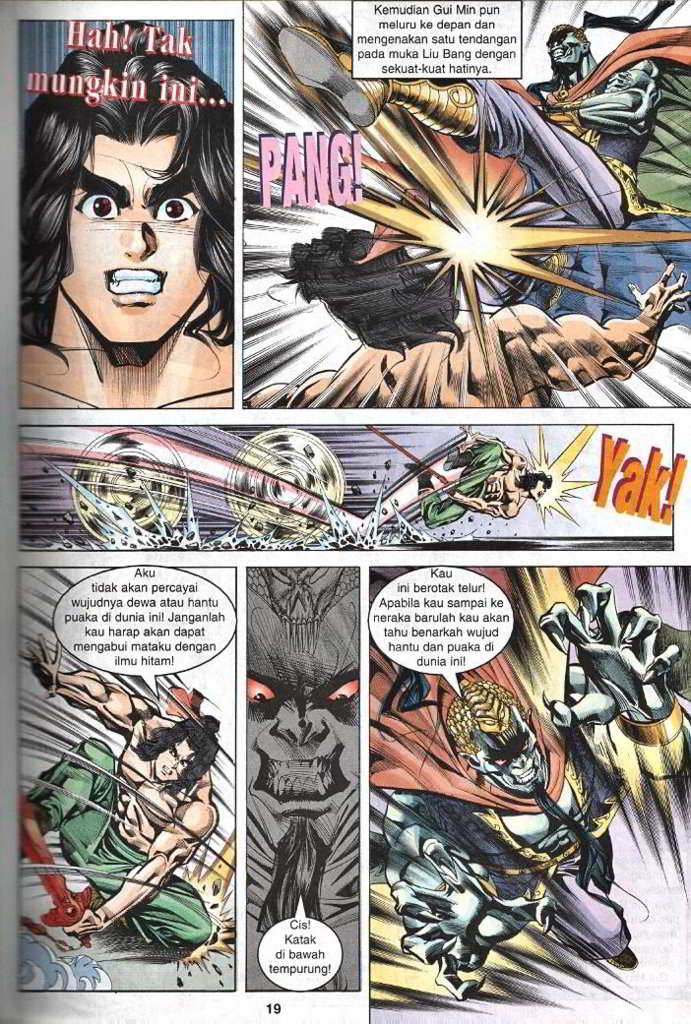 Hah! Tak
mungkin ini...
Kemudian Gui Min pun
meluru ke depan dan
mengenakan satu tendangan
pada muka Liu Bang dengan
sekuat-kuat hatinya.
PANG!
Yak!
Aku
tidak akan percayai
wujudnya dewa atau hantu
puaka di dunia ini! Janganlah
kau harap akan dapat
mengabui mataku dengan
ilmu hitam!
Cis!
Katak
di bawah
tempurung!
Kau
ini berotak telur!
Apabila kau sampai ke
neraka barulah kau akan
tahu benarkah wujud
hantu dan puaka di
dunia ini!
19